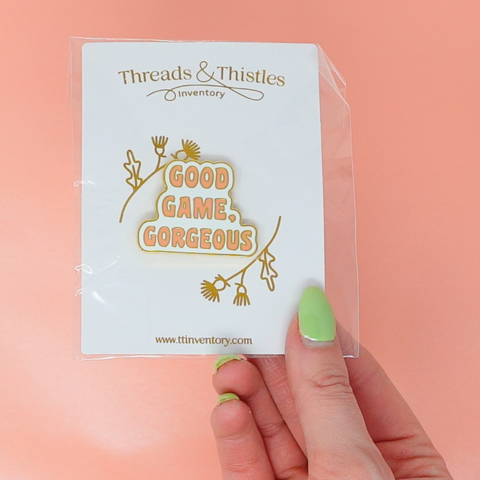 Threads & Thistles
Inventory
GOOD
GAME,
GORGEOUS
www.ttinventory.com